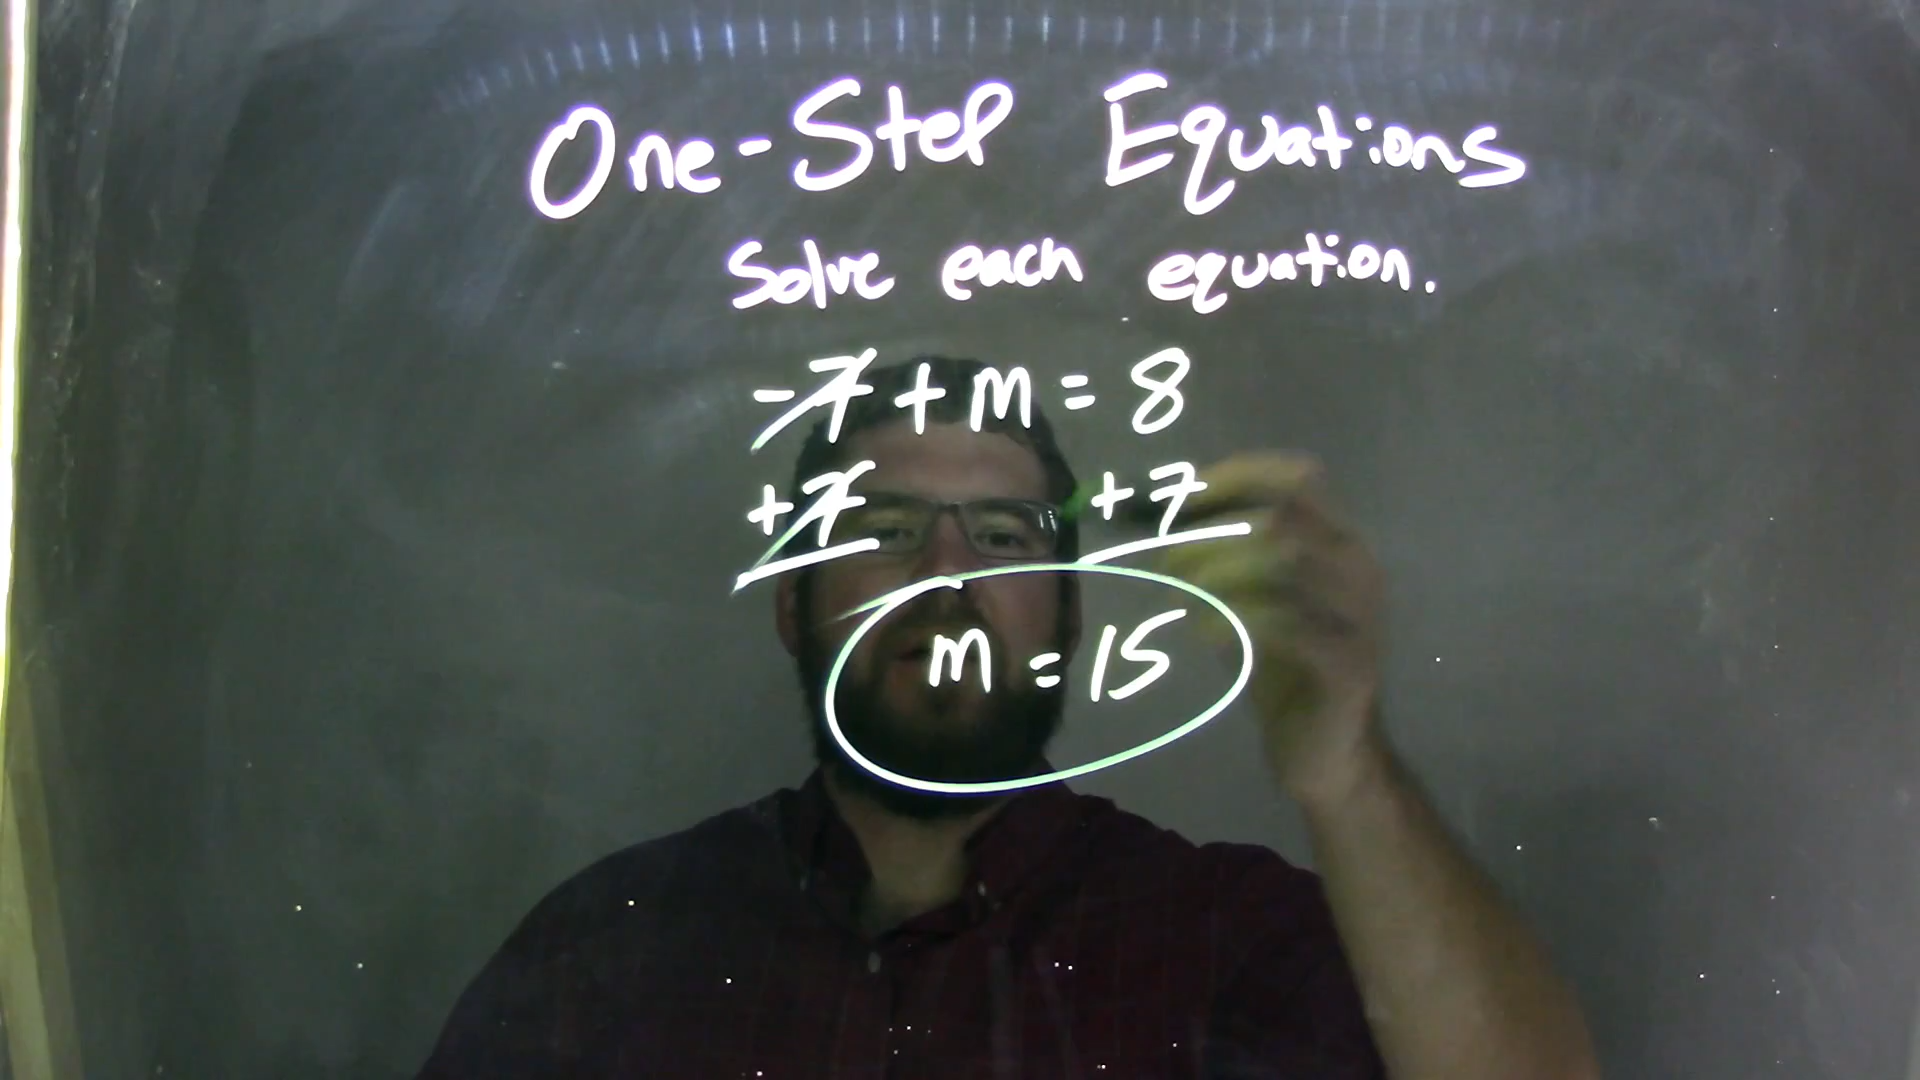 One-Step Equations
Solve each equation.
-7 + m = 8
+7 +7
m = 15